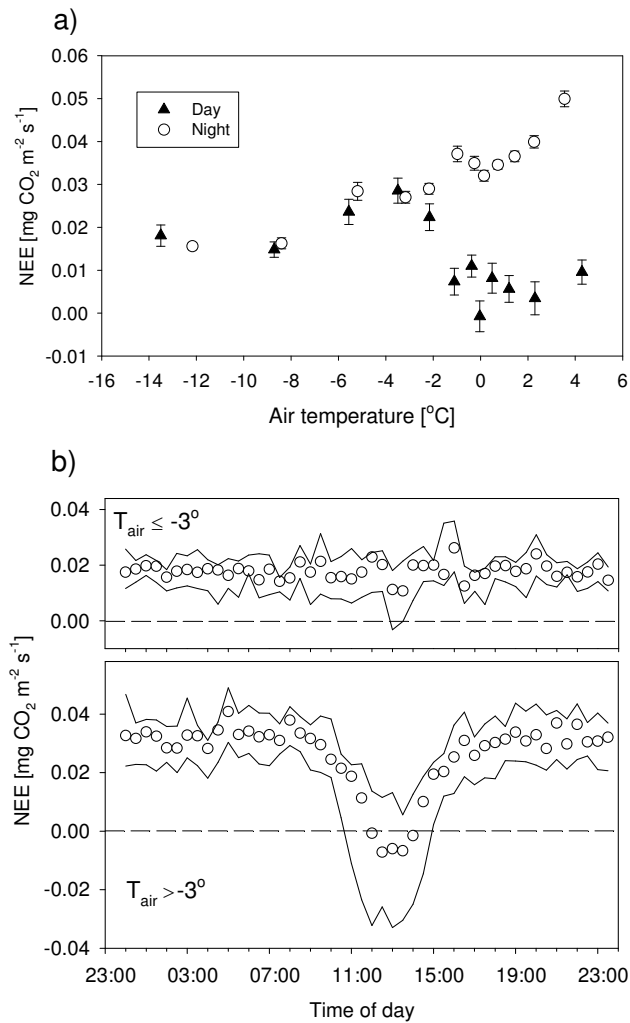 a)
0.06
0.05
0.04
0.03
0.02
0.01
0.00
-0.01
NEE [mg CO2 m-2 s-1]
Day
Night
-16 -14 -12 -10 -8 -6 -4 -2 0 2 4 6
Air temperature [oC]
b)
Tair ≤ -3o
0.04
0.02
0.00
0.04
0.02
0.00
-0.02
-0.04
NEE [mg CO2 m-2 s-1]
Tair > -3o
23:00 03:00 07:00 11:00 15:00 19:00 23:00
Time of day